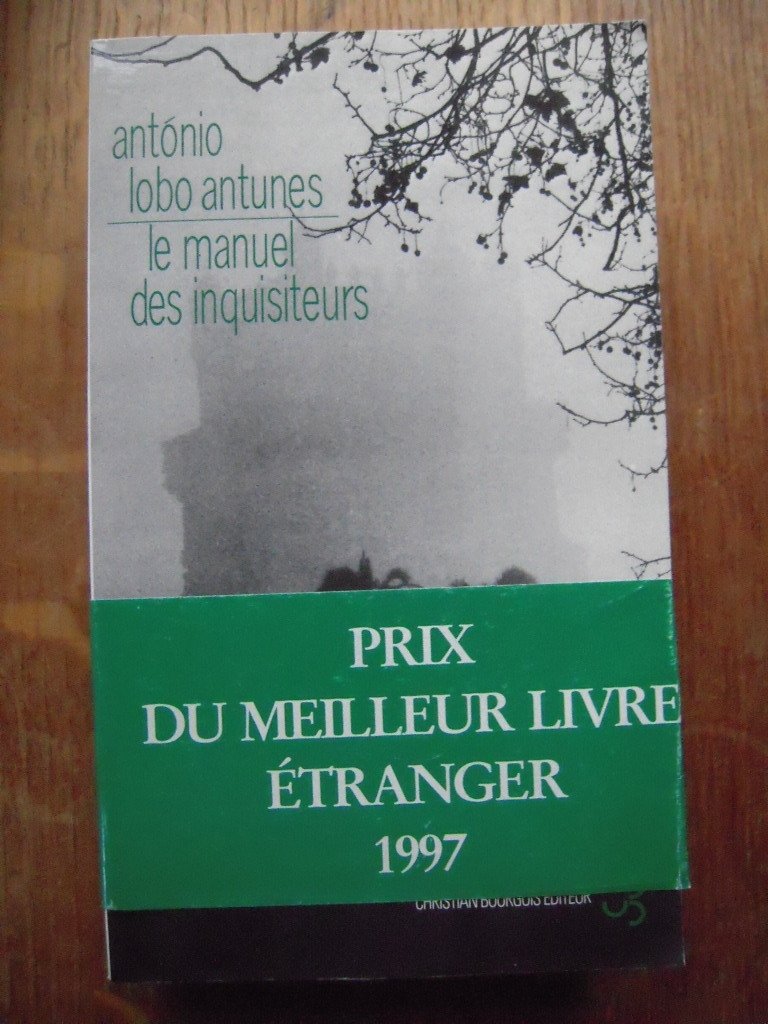 antónio
lobo antunes
le manuel
des inquisiteurs
PRIX
DU MEILLEUR LIVRE
ÉTRANGER
1997
CHRISTIAN BOURGOIS EDITEUR